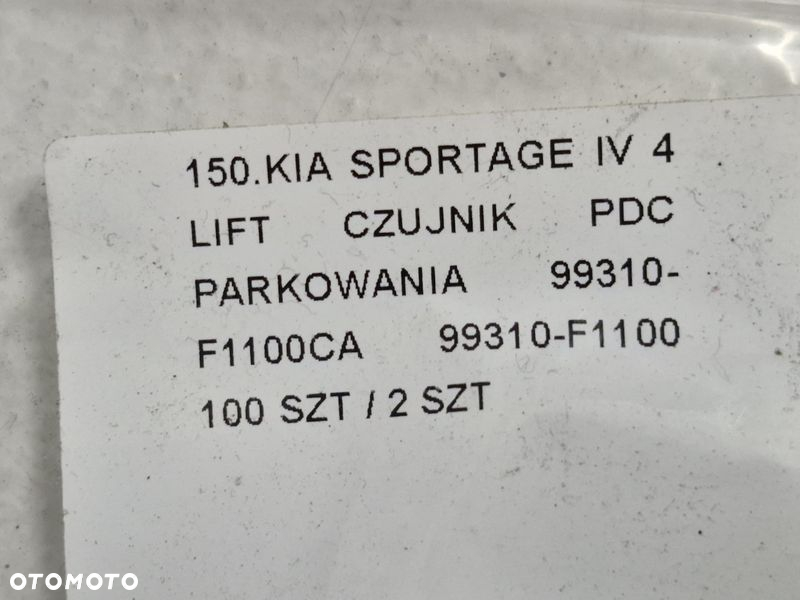 150.KIA SPORTAGE IV 4
LIFT CZUJNIK PDC
PARKOWANIA 99310-
F1100CA 99310-F1100
100 SZT / 2 SZT
OTOMOTO